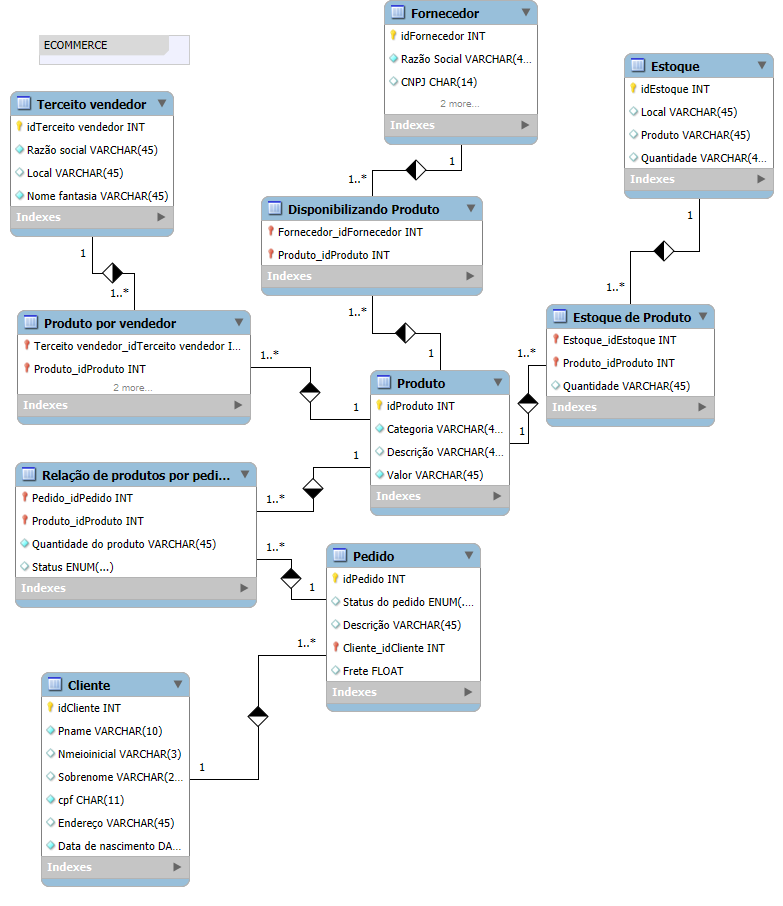 ECOMMERCE
Fornecedor
idFornecedor INT
Razão Social VARCHAR(4...
CNPJ CHAR(14)
2 more...
Indexes
Estoque
idEstoque INT
Local VARCHAR(45)
Produto VARCHAR(45)
Quantidade VARCHAR(4...
Indexes
Terceito vendedor
idTerceito vendedor INT
Razão social VARCHAR(45)
Local VARCHAR(45)
Nome fantasia VARCHAR(45)
Indexes
1
1..*
Disponibilizando Produto
Fornecedor_idFornecedor INT
Produto_idProduto INT
Indexes
1
1..*
1
1..*
Produto por vendedor
Terceito vendedor_idTerceito vendedor I...
Produto_idProduto INT
2 more...
Indexes
1..*
1
Estoque de Produto
Estoque_idEstoque INT
Produto_idProduto INT
Quantidade VARCHAR(45)
Indexes
1..*
1
1..*
1
Produto
idProduto INT
Categoria VARCHAR(4...
Descrição VARCHAR(4...
Valor VARCHAR(45)
Indexes
1..*
1
Relação de produtos por pedi...
Pedido_idPedido INT
Produto_idProduto INT
Quantidade do produto VARCHAR(45)
Status ENUM(...)
Indexes
1
1..*
1..*
1
Pedido
idPedido INT
Status do pedido ENUM(....
Descrição VARCHAR(45)
Cliente_idCliente INT
Frete FLOAT
Indexes
1..*
1
Cliente
idCliente INT
Pname VARCHAR(10)
Nmeioinicial VARCHAR(3)
Sobrenome VARCHAR(2...
cpf CHAR(11)
Endereço VARCHAR(45)
Data de nascimento DA...
Indexes